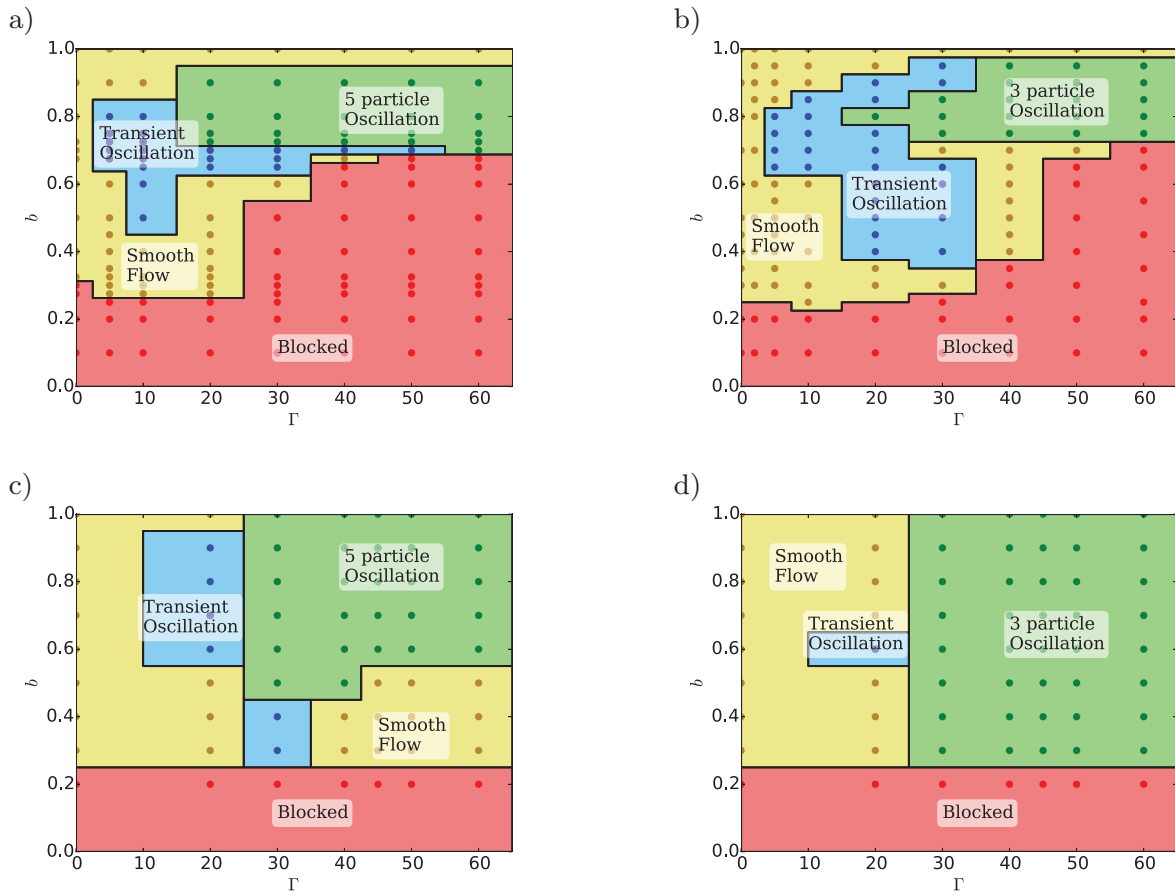 a)
1.0
0.8
0.6
0.4
0.2
0.0
b
5 particle
Oscillation
Transient
Oscillation
Smooth
Flow
Blocked
0 10 20 30 40 50 60
Γ
b)
1.0
0.8
0.6
0.4
0.2
0.0
b
3 particle
Oscillation
Transient
Oscillation
Smooth
Flow
Blocked
0 10 20 30 40 50 60
Γ
c)
1.0
0.8
0.6
0.4
0.2
0.0
b
5 particle
Oscillation
Transient
Oscillation
Smooth
Flow
Blocked
0 10 20 30 40 50 60
Γ
d)
1.0
0.8
0.6
0.4
0.2
0.0
b
Smooth
Flow
Transient
Oscillation
3 particle
Oscillation
Blocked
0 10 20 30 40 50 60
Γ